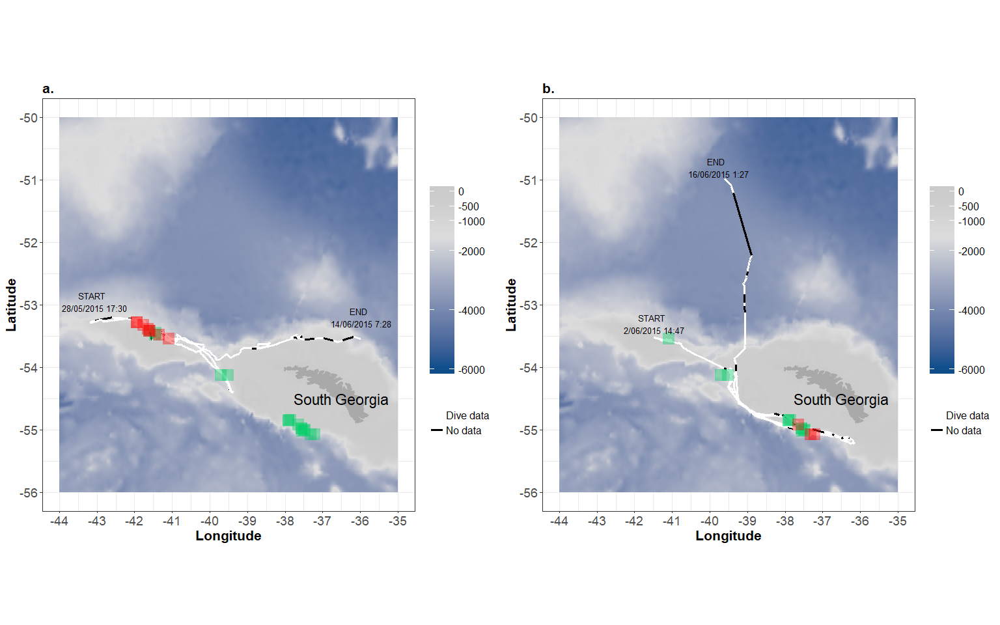 a.
-50
-51
-52
-53
-54
-55
-56
Latitude
START
28/05/2015 17:30
END
14/06/2015 7:28
South Georgia
-44 -43 -42 -41 -40 -39 -38 -37 -36 -35
Longitude
0
-500
-1000
-2000
-4000
-6000
Dive data
No data
b.
-50
-51
-52
-53
-54
-55
-56
Latitude
END
16/06/2015 1:27
START
2/06/2015 14:47
South Georgia
-44 -43 -42 -41 -40 -39 -38 -37 -36 -35
Longitude
0
-500
-1000
-2000
-4000
-6000
Dive data
No data